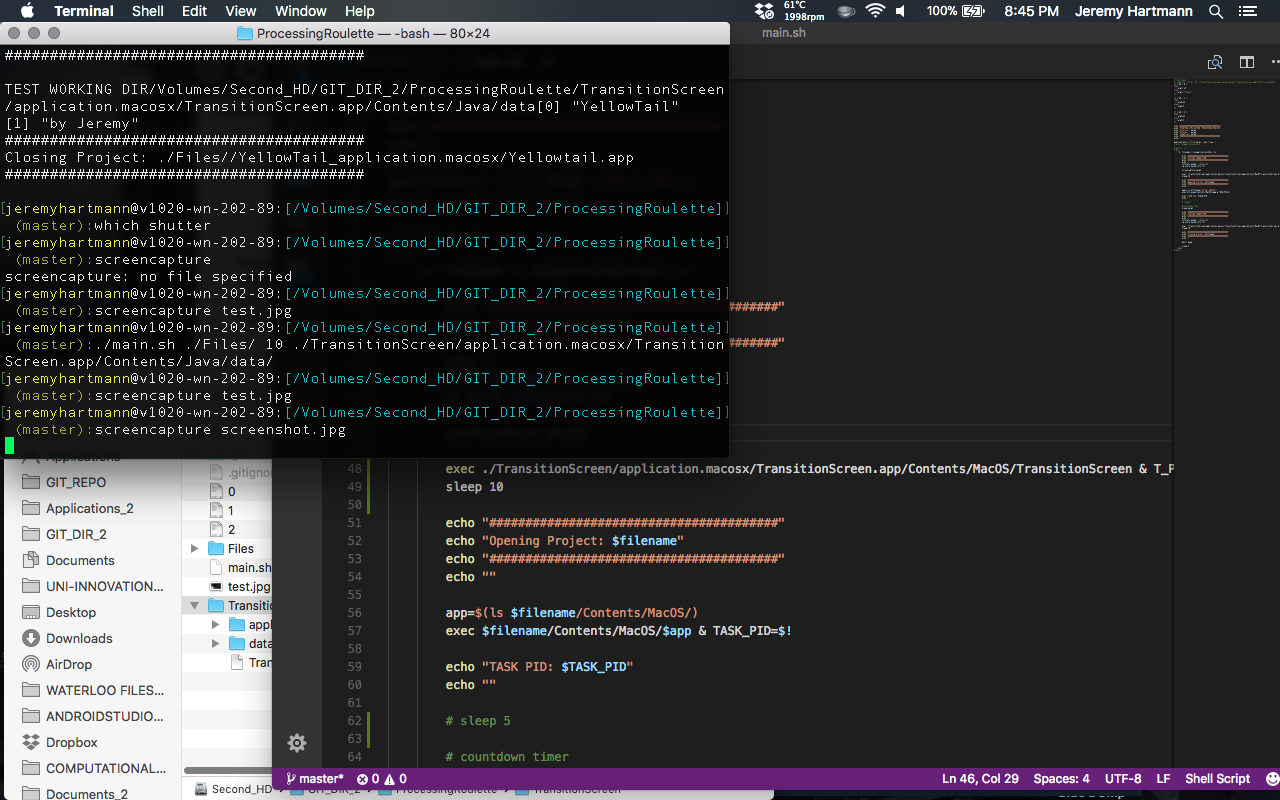 Terminal Shell Edit View Window Help
61°C
1998rpm
100%
8:45 PM Jeremy Hartmann
ProcessingRoulette — -bash — 80×24
main.sh
########################################
TEST WORKING DIR/Volumes/Second_HD/GIT_DIR_2/ProcessingRoulette/TransitionScreen
/application.macosx/TransitionScreen.app/Contents/Java/data[0] "YellowTail"
[1] "by Jeremy"
########################################
Closing Project: ./Files//YellowTail_application.macosx/Yellowtail.app
########################################
[jeremyhartmann@v1020-wn-202-89:[/Volumes/Second_HD/GIT_DIR_2/ProcessingRoulette]]
(master):which shutter
[jeremyhartmann@v1020-wn-202-89:[/Volumes/Second_HD/GIT_DIR_2/ProcessingRoulette]]
(master):screencapture
screencapture: no file specified
[jeremyhartmann@v1020-wn-202-89:[/Volumes/Second_HD/GIT_DIR_2/ProcessingRoulette]]
(master):screencapture test.jpg
[jeremyhartmann@v1020-wn-202-89:[/Volumes/Second_HD/GIT_DIR_2/ProcessingRoulette]]
(master):./main.sh ./Files/ 10 ./TransitionScreen/application.macosx/Transition
Screen.app/Contents/Java/data/
[jeremyhartmann@v1020-wn-202-89:[/Volumes/Second_HD/GIT_DIR_2/ProcessingRoulette]]
(master):screencapture test.jpg
[jeremyhartmann@v1020-wn-202-89:[/Volumes/Second_HD/GIT_DIR_2/ProcessingRoulette]]
(master):screencapture screenshot.jpg
#######"
#######"
Applications
GIT_REPO
Applications_2
GIT_DIR_2
Documents
UNI-INNOVATION...
Desktop
Downloads
AirDrop
WATERLOO FILES...
ANDROIDSTUDIO...
Dropbox
COMPUTATIONAL...
Documents_2
.gitignor
0
1
2
Files
main.sh
test.jpg
Transitio
appl
data
Tran
Second_HD › GIT_DIR_2 › ProcessingRoulette › TransitionScreen
48 exec ./TransitionScreen/application.macosx/TransitionScreen.app/Contents/MacOS/TransitionScreen & T_P
49 sleep 10
50
51 echo "########################################"
52 echo "Opening Project: $filename"
53 echo "########################################"
54 echo ""
55
56 app=$(ls $filename/Contents/MacOS/)
57 exec $filename/Contents/MacOS/$app & TASK_PID=$!
58
59 echo "TASK PID: $TASK_PID"
60 echo ""
61
62 # sleep 5
63
64 # countdown timer
master* 0 0
Ln 46, Col 29 Spaces: 4 UTF-8 LF Shell Script